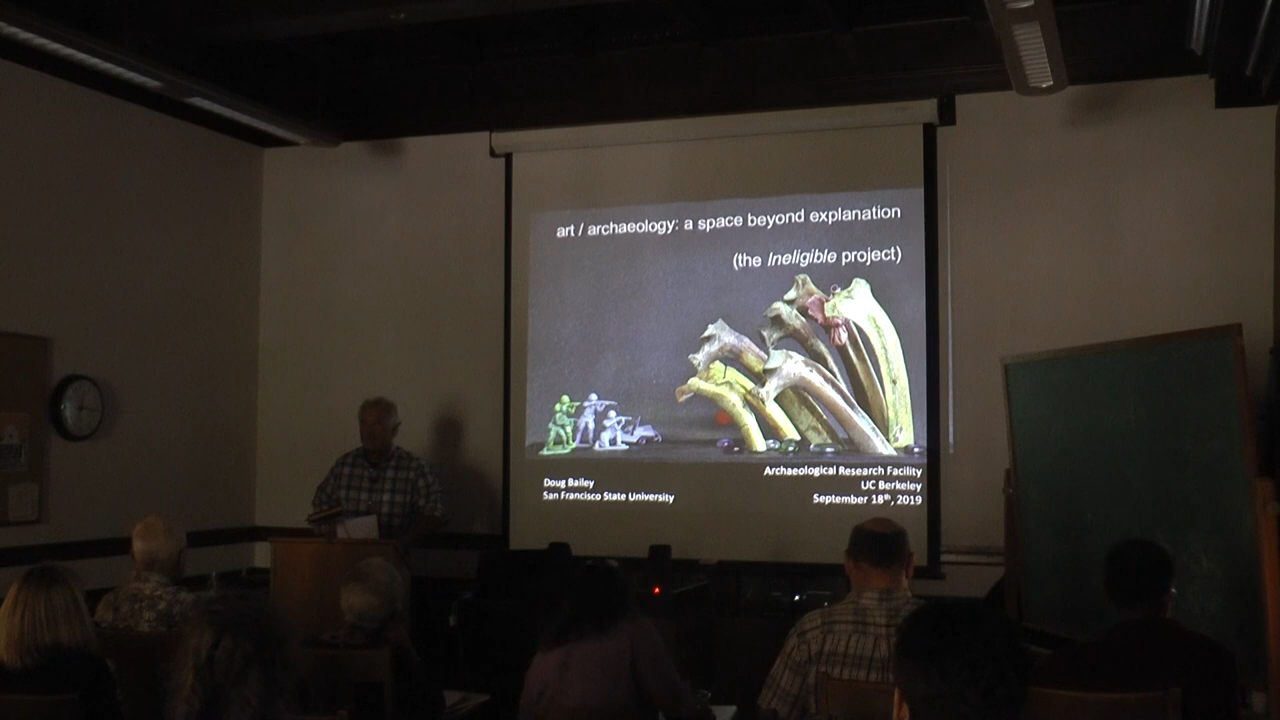 art / archaeology: a space beyond explanation
(the Ineligible project)
Doug Bailey
San Francisco State University
Archaeological Research Facility
UC Berkeley
September 18th, 2019